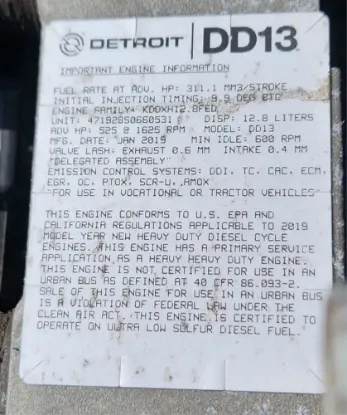 DETROIT DD13
IMPORTANT ENGINE INFORMATION
FUEL RATE AT ADV. HP: 311.1 MM3/STROKE
INITIAL INJECTION TIMING: 9.9 DEG BTC
ENGINE FAMILY: KDDXH12.8FED
UNIT: 471928S0660531 DISP: 12.8 LITERS
ADV HP: 525 @ 1625 RPM MODEL: DD13
MFG. DATE: JAN 2019 MIN IDLE: 600 RPM
VALVE LASH: EXHAUST 0.6 MM INTAKE 0.4 MM
"DELEGATED ASSEMBLY"
EMISSION CONTROL SYSTEMS: DDI, TC, CAC, ECM,
EGR, OC, PTOX, SCR-U, AMOX
"FOR USE IN VOCATIONAL OR TRACTOR VEHICLES"
THIS ENGINE CONFORMS TO U.S. EPA AND
CALIFORNIA REGULATIONS APPLICABLE TO 2019
MODEL YEAR NEW HEAVY DUTY DIESEL CYCLE
ENGINES. THIS ENGINE HAS A PRIMARY SERVICE
APPLICATION AS A HEAVY HEAVY DUTY ENGINE.
THIS ENGINE IS NOT CERTIFIED FOR USE IN AN
URBAN BUS AS DEFINED AT 40 CFR 86.093-2.
SALE OF THIS ENGINE FOR USE IN AN URBAN BUS
IS A VIOLATION OF FEDERAL LAW UNDER THE
CLEAN AIR ACT. THIS ENGINE IS CERTIFIED TO
OPERATE ON ULTRA LOW SULFUR DIESEL FUEL.